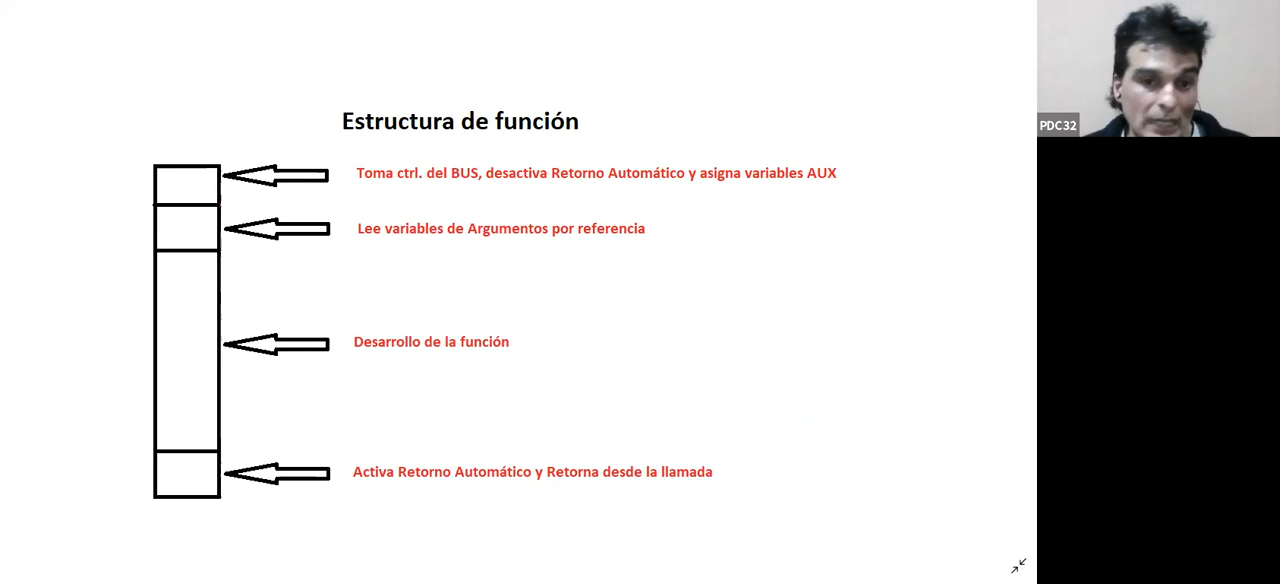 Estructura de función
Toma ctrl. del BUS, desactiva Retorno Automático y asigna variables AUX
Lee variables de Argumentos por referencia
Desarrollo de la función
Activa Retorno Automático y Retorna desde la llamada
PDC32